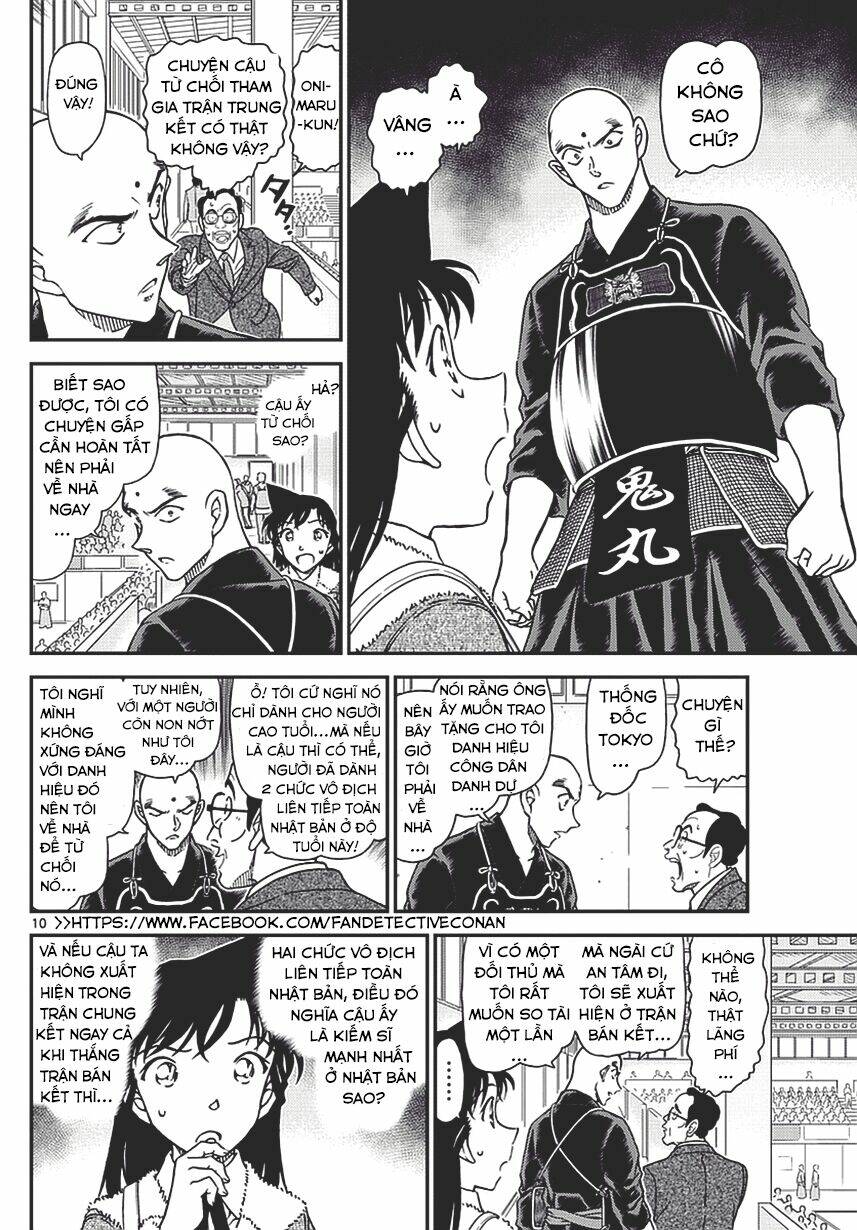 CÔ
KHÔNG
SAO
CHỨ?
À
...
VÂNG
...
鬼
丸
ONI-
MARU
-KUN!
CHUYỆN CẬU
TỪ CHỐI THAM
GIA TRẬN TRUNG
KẾT CÓ THẬT
KHÔNG VẬY?
タタ...
ĐÚNG
VẬY!
HẢ?
CẬU ẤY
TỪ CHỐI
SAO?
BIẾT SAO
ĐƯỢC, TÔI CÓ
CHUYỆN GẤP
CẦN HOÀN TẤT
NÊN PHẢI
VỀ NHÀ
NGAY
...
CHUYỆN
GÌ
THẾ?
THỐNG
ĐỐC
TOKYO
...
NÓI RẰNG ÔNG
ẤY MUỐN TRAO
TẶNG CHO TÔI
DANH HIỆU
CÔNG DÂN
DANH DỰ
...
NÊN
BÂY
GIỜ
TÔI
PHẢI
VỀ
NHÀ
...
Ồ! TÔI CỨ NGHĨ NÓ
CHỈ DÀNH CHO NGƯỜI
CAO TUỔI...MÀ NẾU
LÀ CẬU THÌ CÓ THỂ,
NGƯỜI ĐÃ DÀNH
2 CHỨC VÔ ĐỊCH
LIÊN TIẾP TOÀN
NHẬT BẢN Ở ĐỘ
TUỔI NÀY!
TUY NHIÊN,
VỚI MỘT NGƯỜI
CÒN NON NỚT
NHƯ TÔI
ĐÂY...
TÔI NGHĨ
MÌNH
KHÔNG
XỨNG ĐÁNG
VỚI DANH
HIỆU ĐÓ
NÊN TÔI
VỀ NHÀ
ĐỂ TỪ
CHỐI
NÓ...
10 >>HTTPS://WWW.FACEBOOK.COM/FANDETECTIVECONAN
KHÔNG
THỂ
NÀO,
THẬT
LÃNG
PHÍ
...
MÀ NGÀI CỨ
AN TÂM ĐI,
TÔI SẼ XUẤT
HIỆN Ở TRẬN
BÁN KẾT...
VÌ CÓ MỘT
ĐỐI THỦ MÀ
TÔI RẤT
MUỐN SO TÀI
MỘT LẦN
...
......
HAI CHỨC VÔ ĐỊCH
LIÊN TIẾP TOÀN
NHẬT BẢN, ĐIỀU ĐÓ
NGHĨA CẬU ẤY
LÀ KIẾM SĨ
MẠNH NHẤT
Ở NHẬT BẢN
SAO?
VÀ NẾU CẬU TA
KHÔNG XUẤT
HIỆN TRONG
TRẬN CHUNG
KẾT NGAY CẢ
KHI THẮNG
TRẬN BÁN
KẾT THÌ...